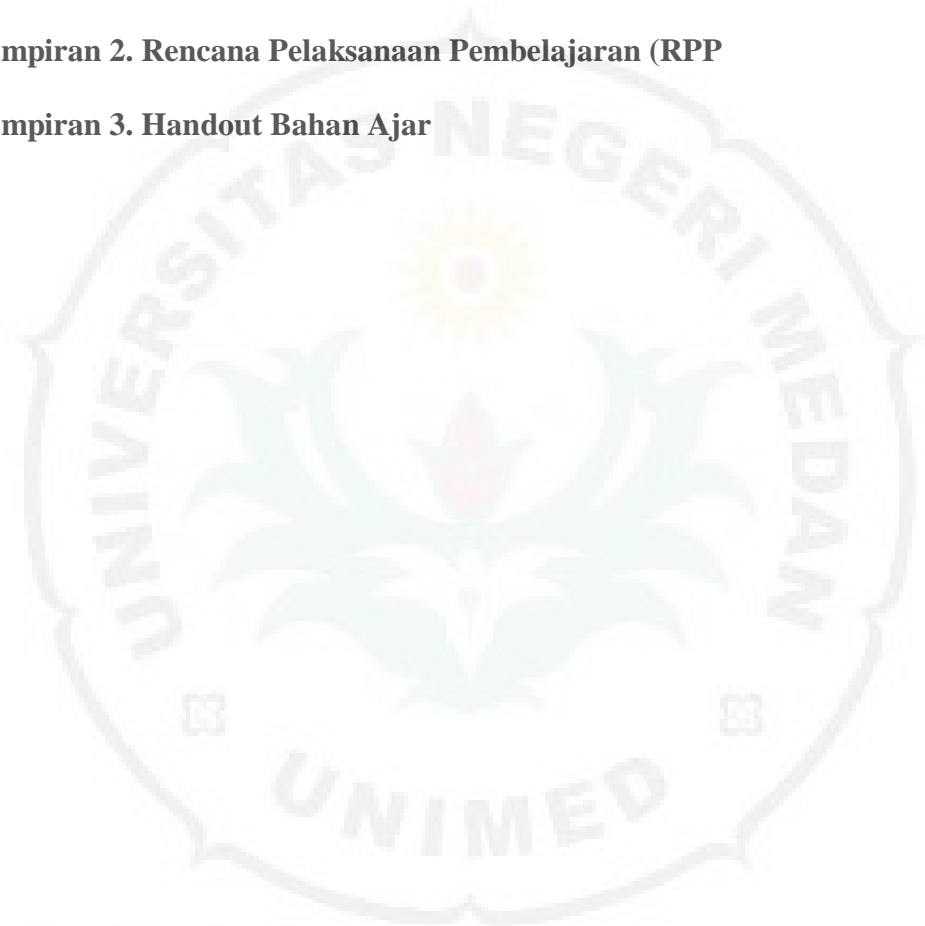 mpiran 2. Rencana Pelaksanaan Pembelajaran (RPP
mpiran 3. Handout Bahan Ajar
UNIVERSITAS NEGERI MEDAN
UNIMED